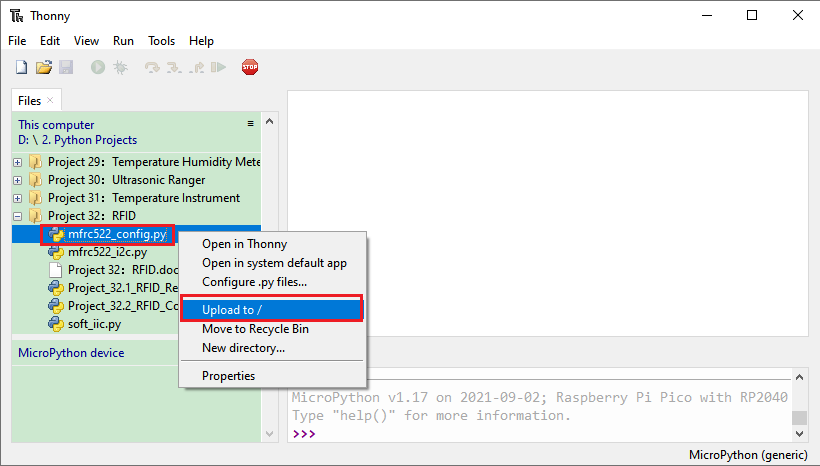 Thonny
File Edit View Run Tools Help
STOP
Files
This computer
D: \ 2. Python Projects
Project 29: Temperature Humidity Mete
Project 30: Ultrasonic Ranger
Project 31: Temperature Instrument
Project 32: RFID
mfrc522_config.py
mfrc522_i2c.py
Project 32: RFID.doc
Project_32.1_RFID_Re
Project_32.2_RFID_Co
soft_iic.py
Open in Thonny
Open in system default app
Configure .py files...
Upload to /
Move to Recycle Bin
New directory...
Properties
MicroPython device
MicroPython v1.17 on 2021-09-02; Raspberry Pi Pico with RP2040
Type "help()" for more information.
>>>
MicroPython (generic)